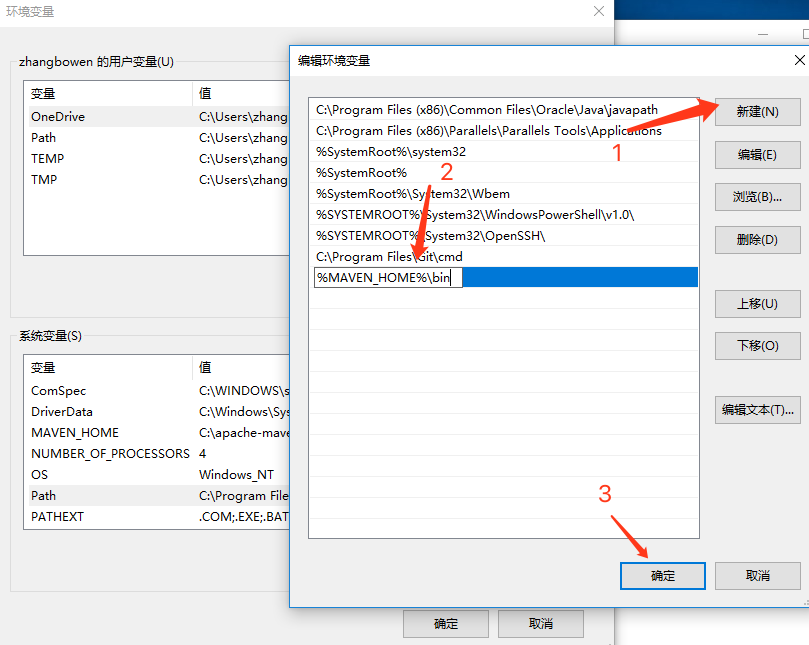 环境变量
zhangbowen 的用户变量(U)
变量 值
OneDrive C:\Users\zhang
Path C:\Users\zhang
TEMP C:\Users\zhang
TMP C:\Users\zhang
系统变量(S)
变量 值
ComSpec C:\WINDOWS\s
DriverData C:\Windows\Sys
MAVEN_HOME C:\apache-mave
NUMBER_OF_PROCESSORS 4
OS Windows_NT
Path C:\Program File
PATHEXT .COM;.EXE;.BAT
确定 取消
编辑环境变量
C:\Program Files (x86)\Common Files\Oracle\Java\javapath
C:\Program Files (x86)\Parallels\Parallels Tools\Applications
%SystemRoot%\system32
%SystemRoot%
%SystemRoot%\System32\Wbem
%SYSTEMROOT%\System32\WindowsPowerShell\v1.0\
%SYSTEMROOT%\System32\OpenSSH\
C:\Program Files\Git\cmd
%MAVEN_HOME%\bin
1
2
3
新建(N)
编辑(E)
浏览(B)...
删除(D)
上移(U)
下移(O)
编辑文本(T)...
确定 取消